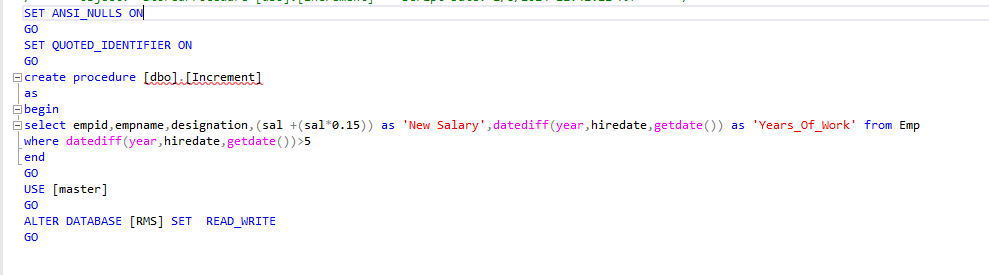 SET ANSI_NULLS ON
GO
SET QUOTED_IDENTIFIER ON
GO
create procedure [dbo].[Increment]
as
begin
select empid,empname,designation,(sal +(sal*0.15)) as 'New Salary',datediff(year,hiredate,getdate()) as 'Years_Of_Work' from Emp
where datediff(year,hiredate,getdate())>5
end
GO
USE [master]
GO
ALTER DATABASE [RMS] SET  READ_WRITE
GO